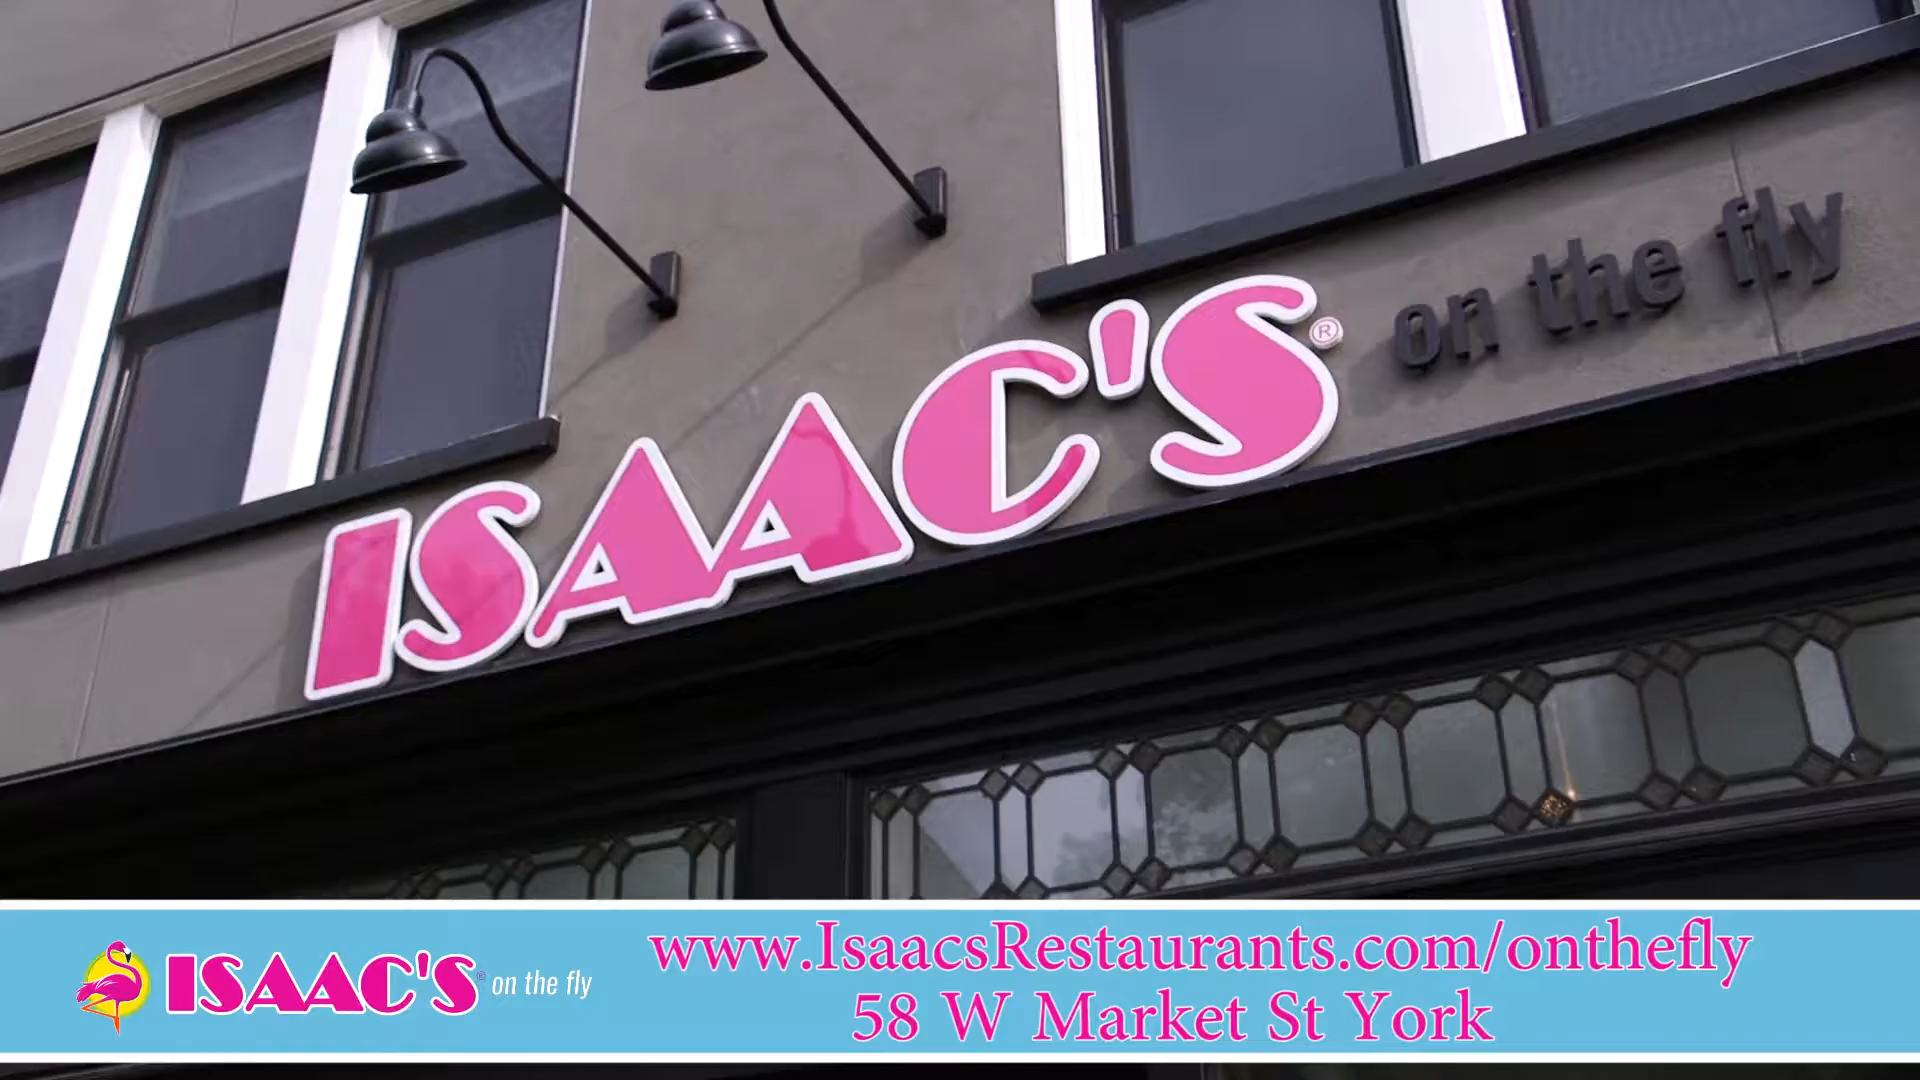 ISAAC'S® on the fly
ISAAC'S® on the fly
www.IsaacsRestaurants.com/onthefly
58 W Market St York